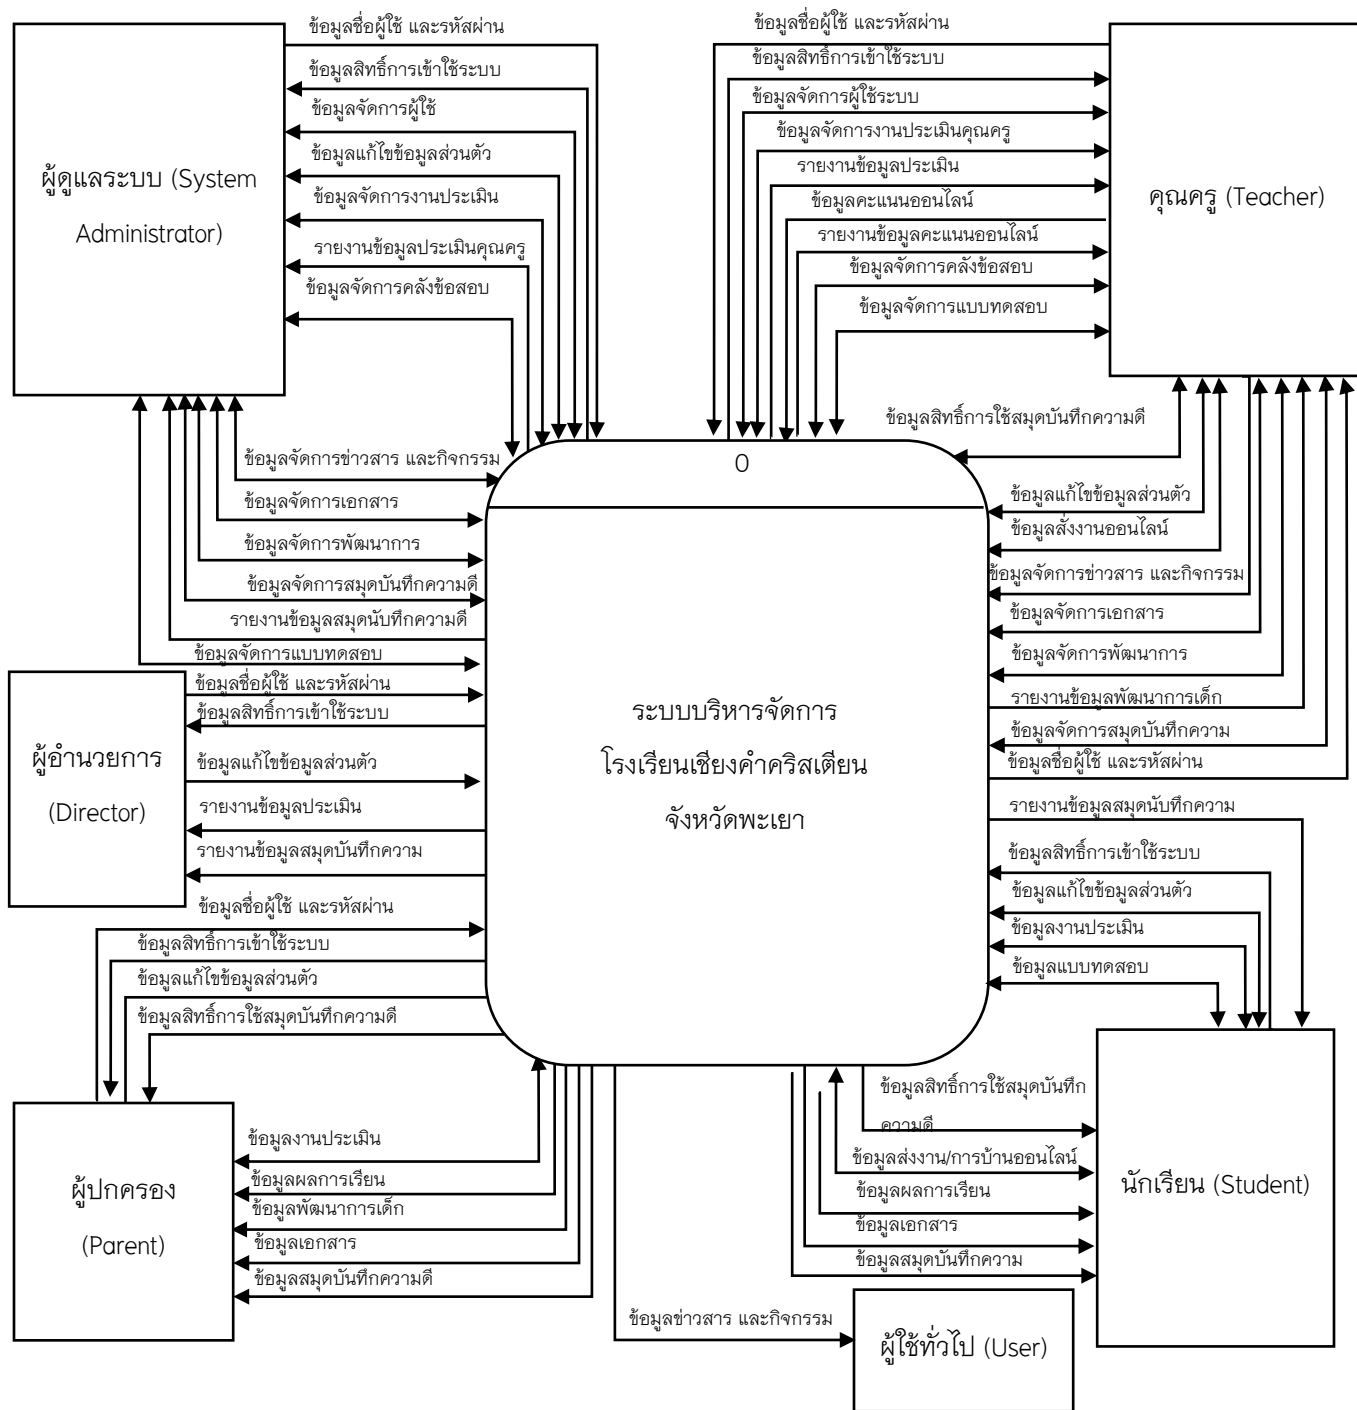 ข้อมูลชื่อผู้ใช้ และรหัสผ่าน
ข้อมูลสิทธิ์การเข้าใช้ระบบ
ข้อมูลจัดการผู้ใช้
ข้อมูลแก้ไขข้อมูลส่วนตัว
ข้อมูลจัดการงานประเมิน
รายงานข้อมูลประเมินคุณครู
ข้อมูลจัดการคลังข้อสอบ
ผู้ดูแลระบบ (System
Administrator)
ข้อมูลชื่อผู้ใช้ และรหัสผ่าน
ข้อมูลสิทธิ์การเข้าใช้ระบบ
ข้อมูลจัดการผู้ใช้ระบบ
ข้อมูลจัดการงานประเมินคุณครู
รายงานข้อมูลประเมิน
ข้อมูลคะแนนออนไลน์
รายงานข้อมูลคะแนนออนไลน์
ข้อมูลจัดการคลังข้อสอบ
ข้อมูลจัดการแบบทดสอบ
คุณครู (Teacher)
ข้อมูลสิทธิ์การใช้สมุดบันทึกความดี
0
ข้อมูลจัดการข่าวสาร และกิจกรรม
ข้อมูลจัดการเอกสาร
ข้อมูลจัดการพัฒนาการ
ข้อมูลจัดการสมุดบันทึกความดี
รายงานข้อมูลสมุดนับทึกความดี
ข้อมูลจัดการแบบทดสอบ
ข้อมูลแก้ไขข้อมูลส่วนตัว
ข้อมูลสั่งงานออนไลน์
ข้อมูลจัดการข่าวสาร และกิจกรรม
ข้อมูลจัดการเอกสาร
ข้อมูลจัดการพัฒนาการ
รายงานข้อมูลพัฒนาการเด็ก
ข้อมูลจัดการสมุดบันทึกความ
ข้อมูลชื่อผู้ใช้ และรหัสผ่าน
ระบบบริหารจัดการ
โรงเรียนเชียงคำคริสเตียน
จังหวัดพะเยา
ข้อมูลชื่อผู้ใช้ และรหัสผ่าน
ข้อมูลสิทธิ์การเข้าใช้ระบบ
ข้อมูลแก้ไขข้อมูลส่วนตัว
รายงานข้อมูลประเมิน
รายงานข้อมูลสมุดบันทึกความ
ผู้อำนวยการ
(Director)
รายงานข้อมูลสมุดนับทึกความ
ข้อมูลสิทธิ์การเข้าใช้ระบบ
ข้อมูลแก้ไขข้อมูลส่วนตัว
ข้อมูลงานประเมิน
ข้อมูลแบบทดสอบ
ข้อมูลชื่อผู้ใช้ และรหัสผ่าน
ข้อมูลสิทธิ์การเข้าใช้ระบบ
ข้อมูลแก้ไขข้อมูลส่วนตัว
ข้อมูลสิทธิ์การใช้สมุดบันทึกความดี
ผู้ปกครอง
(Parent)
ข้อมูลงานประเมิน
ข้อมูลผลการเรียน
ข้อมูลพัฒนาการเด็ก
ข้อมูลเอกสาร
ข้อมูลสมุดบันทึกความดี
ข้อมูลสิทธิ์การใช้สมุดบันทึก
ความดี
ข้อมูลส่งงาน/การบ้านออนไลน์
ข้อมูลผลการเรียน
ข้อมูลเอกสาร
ข้อมูลสมุดบันทึกความ
นักเรียน (Student)
ข้อมูลข่าวสาร และกิจกรรม
ผู้ใช้ทั่วไป (User)